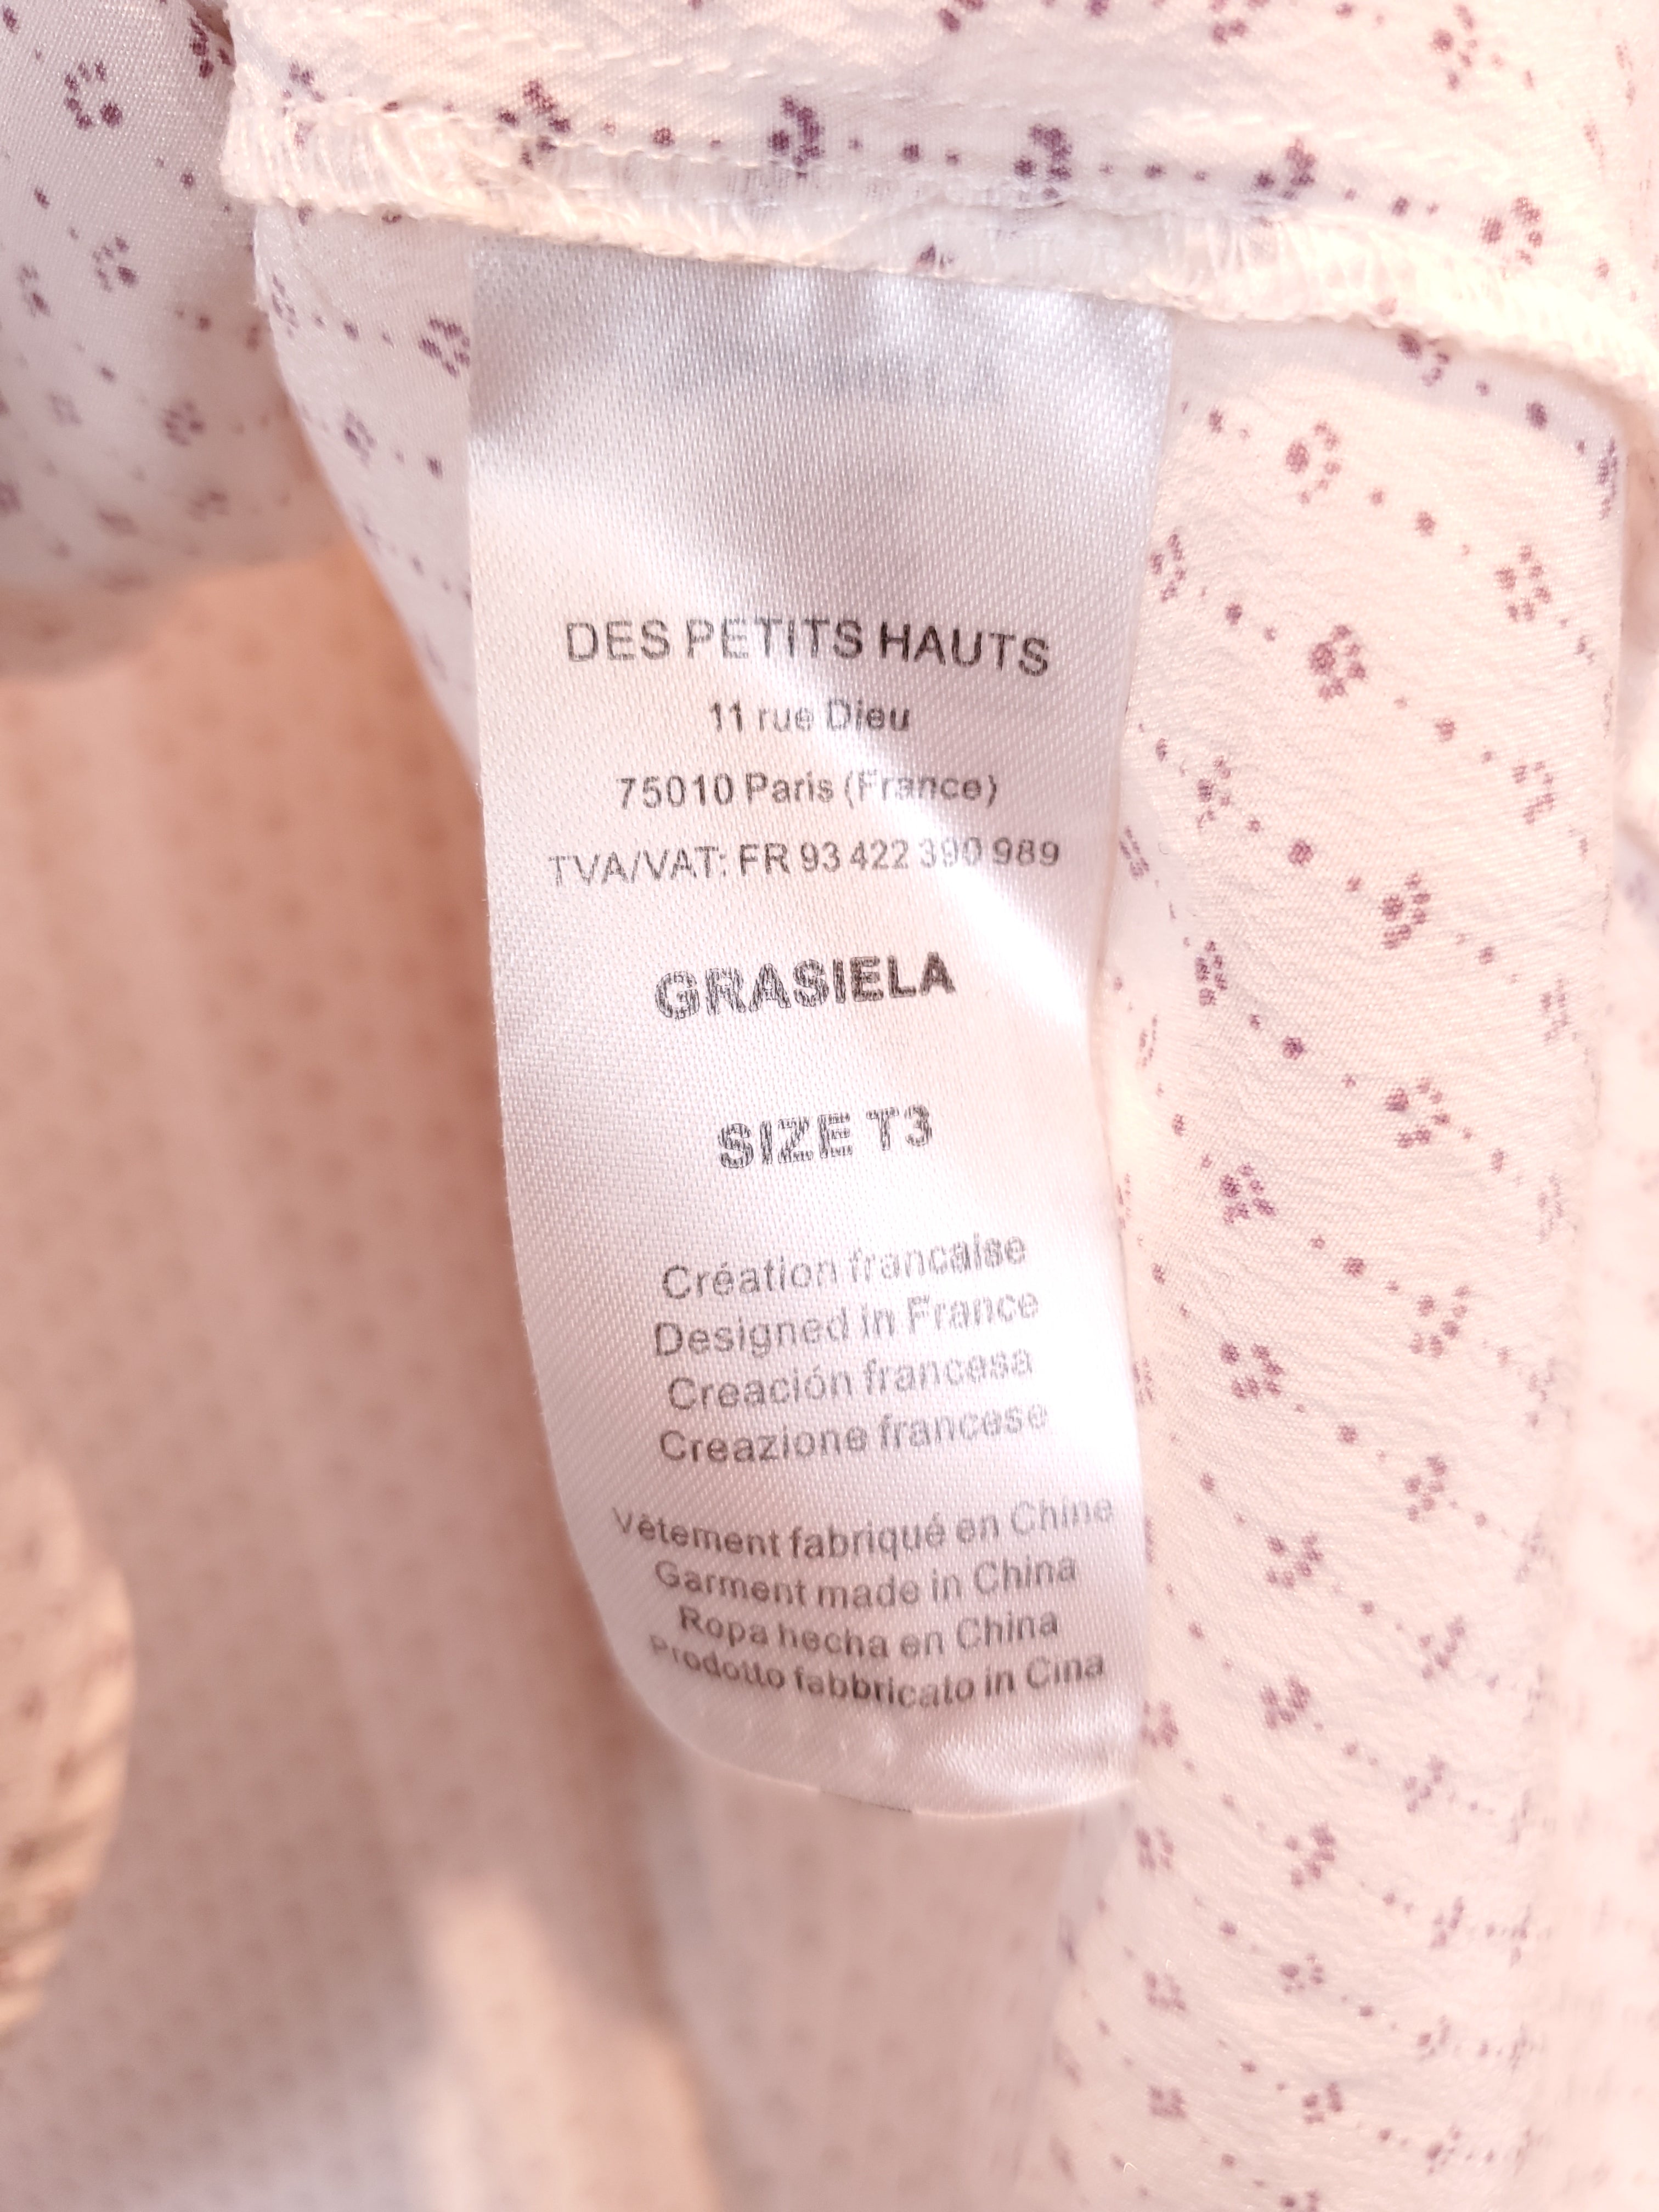 DES PETITS HAUTS
11 rue Dieu
75010 Paris (France)
TVA/VAT: FR 93 422 390 989
GRASIELA
SIZE T3
Création francaise
Designed in France
Creación francesa
Creazione francese
Vêtement fabriqué en Chine
Garment made in China
Ropa hecha en China
Prodotto fabbricato in Cina